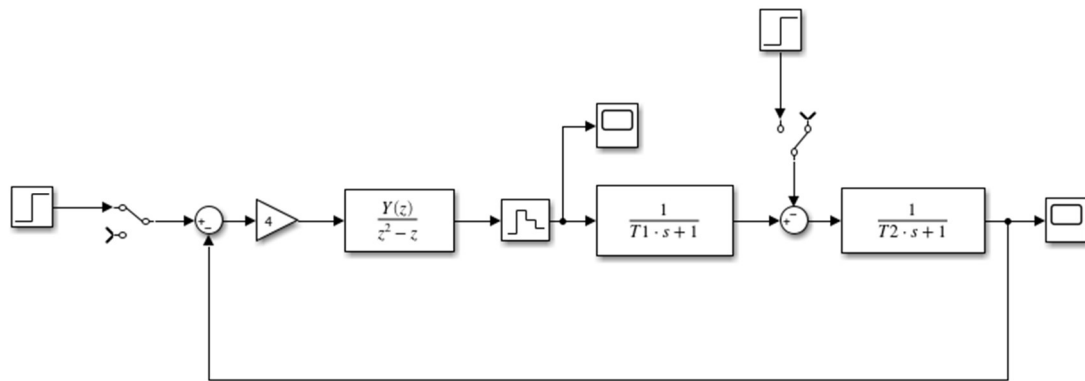 +
−
4
Y(z)
z² − z
1
T1 · s + 1
−
+
1
T2 · s + 1